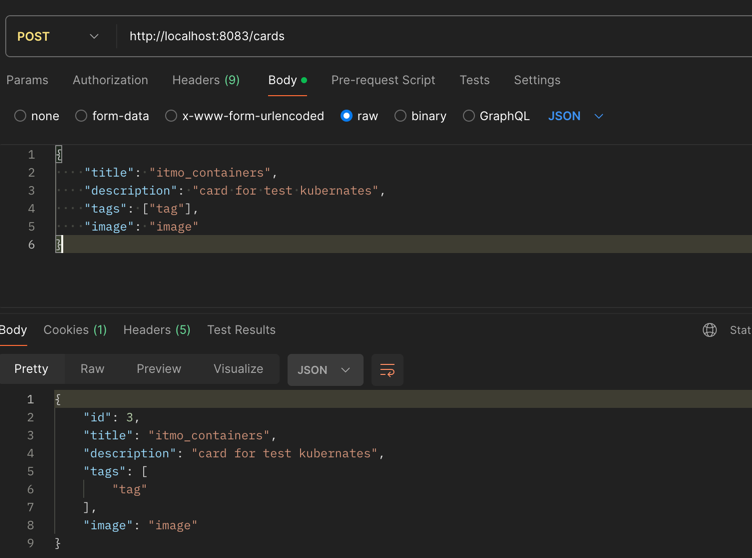 POST http://localhost:8083/cards
Params Authorization Headers (9) Body Pre-request Script Tests Settings
none form-data x-www-form-urlencoded raw binary GraphQL JSON
1 {
2 "title": "itmo_containers",
3 "description": "card for test kubernates",
4 "tags": ["tag"],
5 "image": "image"
6 }
Body Cookies (1) Headers (5) Test Results Stat
Pretty Raw Preview Visualize JSON
1 {
2 "id": 3,
3 "title": "itmo_containers",
4 "description": "card for test kubernates",
5 "tags": [
6 "tag"
7 ],
8 "image": "image"
9 }